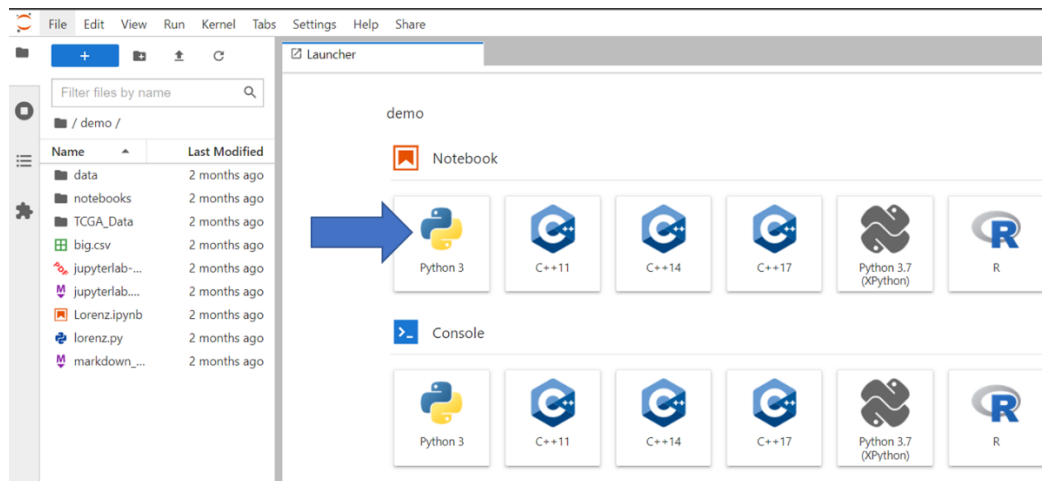 File Edit View Run Kernel Tabs Settings Help Share
+
Launcher
Filter files by name
/ demo /
Name Last Modified
data 2 months ago
notebooks 2 months ago
TCGA_Data 2 months ago
big.csv 2 months ago
jupyterlab-... 2 months ago
jupyterlab.... 2 months ago
Lorenz.ipynb 2 months ago
lorenz.py 2 months ago
markdown_... 2 months ago
demo
Notebook
Python 3 C++11 C++14 C++17 Python 3.7 R
(XPython)
Console
Python 3 C++11 C++14 C++17 Python 3.7 R
(XPython)